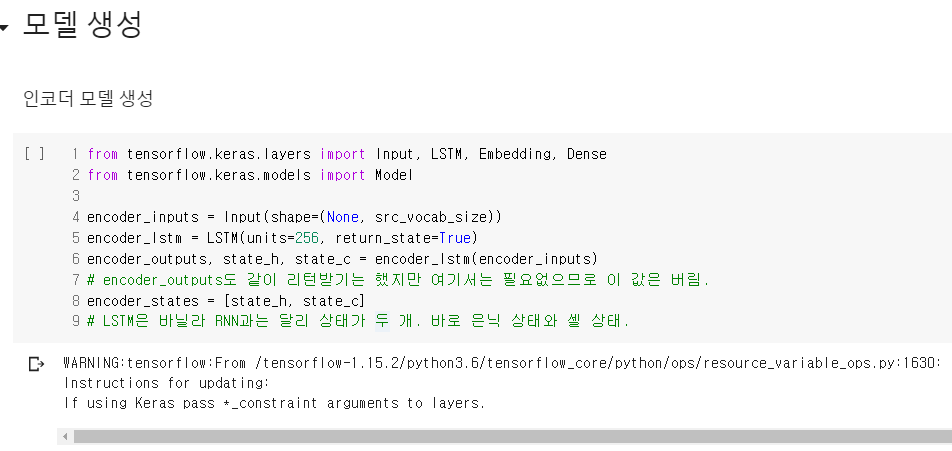 모델 생성
인코더 모델 생성
[ ]
1 from tensorflow.keras.layers import Input, LSTM, Embedding, Dense
2 from tensorflow.keras.models import Model
3
4 encoder_inputs = Input(shape=(None, src_vocab_size))
5 encoder_lstm = LSTM(units=256, return_state=True)
6 encoder_outputs, state_h, state_c = encoder_lstm(encoder_inputs)
7 # encoder_outputs도 같이 리턴받기는 했지만 여기서는 필요없으므로 이 값은 버림.
8 encoder_states = [state_h, state_c]
9 # LSTM은 바닐라 RNN과는 달리 상태가 두 개. 바로 은닉 상태와 셀 상태.
WARNING:tensorflow:From /tensorflow-1.15.2/python3.6/tensorflow_core/python/ops/resource_variable_ops.py:1630:
Instructions for updating:
If using Keras pass *_constraint arguments to layers.